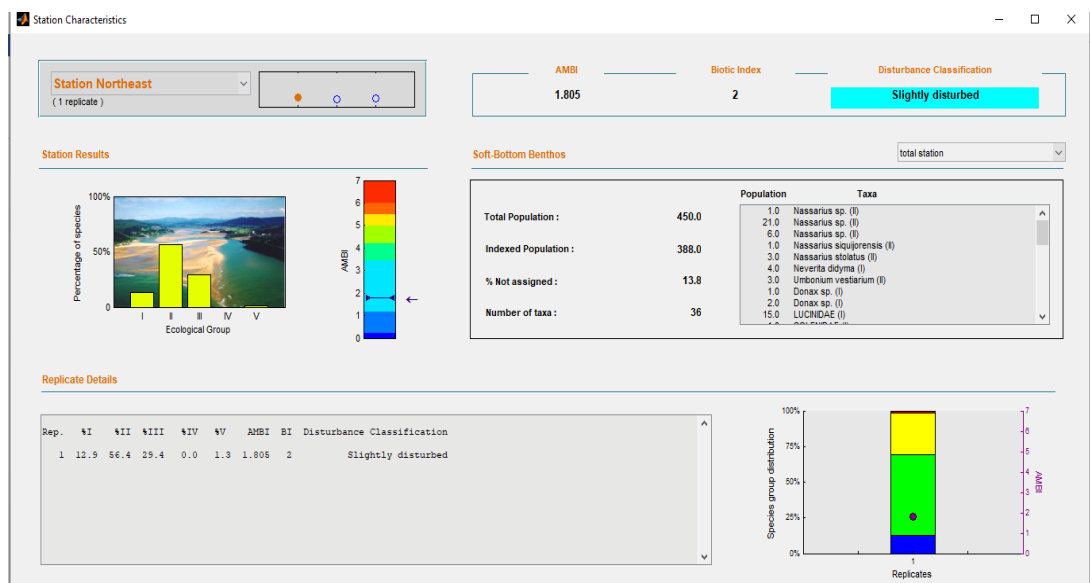 Station Characteristics
Station Northeast
( 1 replicate )
AMBI Biotic Index Disturbance Classification
1.805 2 Slightly disturbed
Station Results
Percentage of species
100%
50%
0
I II III IV V
Ecological Group
AMBI
7
6
5
4
3
2
1
0
Soft-Bottom Benthos
total station
Total Population : 450.0
Indexed Population : 388.0
% Not assigned : 13.8
Number of taxa : 36
Population Taxa
1.0 Nassarius sp. (II)
21.0 Nassarius sp. (II)
6.0 Nassarius sp. (II)
1.0 Nassarius siquijorensis (II)
3.0 Nassarius stolatus (II)
4.0 Neverita didyma (I)
3.0 Umbonium vestiarium (II)
1.0 Donax sp. (I)
2.0 Donax sp. (I)
15.0 LUCINIDAE (I)
Replicate Details
Rep. %I %II %III %IV %V AMBI BI Disturbance Classification
1 12.9 56.4 29.4 0.0 1.3 1.805 2 Slightly disturbed
Species group distribution
100%
75%
50%
25%
0%
1
Replicates
7
6
5
4
3
2
1
0
AMBI